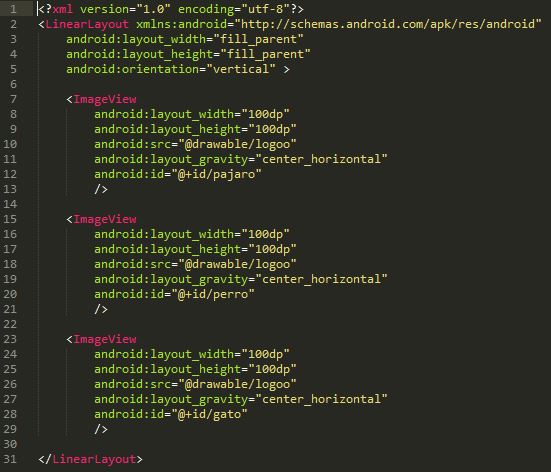 1 <?xml version="1.0" encoding="utf-8"?>
2 <LinearLayout xmlns:android="http://schemas.android.com/apk/res/android"
3     android:layout_width="fill_parent"
4     android:layout_height="fill_parent"
5     android:orientation="vertical" >
6
7     <ImageView
8         android:layout_width="100dp"
9         android:layout_height="100dp"
10         android:src="@drawable/logoo"
11         android:layout_gravity="center_horizontal"
12         android:id="@+id/pajaro"
13         />
14
15     <ImageView
16         android:layout_width="100dp"
17         android:layout_height="100dp"
18         android:src="@drawable/logoo"
19         android:layout_gravity="center_horizontal"
20         android:id="@+id/perro"
21         />
22
23     <ImageView
24         android:layout_width="100dp"
25         android:layout_height="100dp"
26         android:src="@drawable/logoo"
27         android:layout_gravity="center_horizontal"
28         android:id="@+id/gato"
29         />
30
31 </LinearLayout>